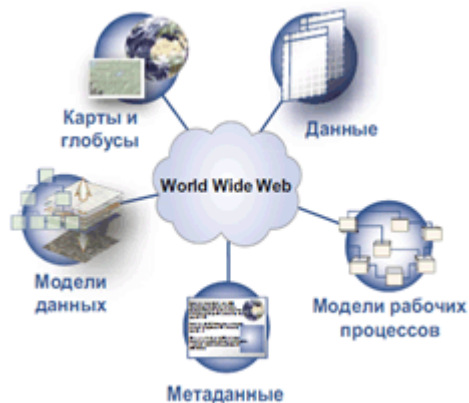 Карты и
глобусы
Данные
World Wide Web
Модели
данных
Модели рабочих
процессов
Метаданные